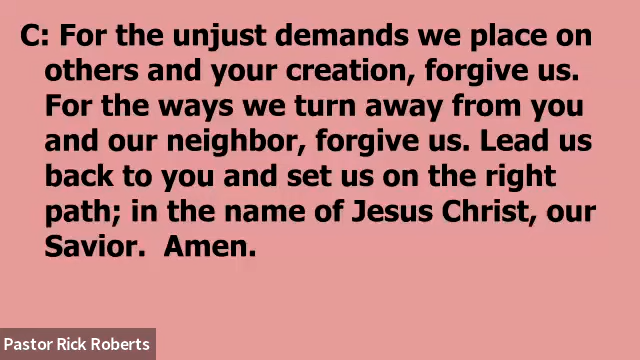 C: For the unjust demands we place on
others and your creation, forgive us.
For the ways we turn away from you
and our neighbor, forgive us. Lead us
back to you and set us on the right
path; in the name of Jesus Christ, our
Savior.  Amen.
Pastor Rick Roberts